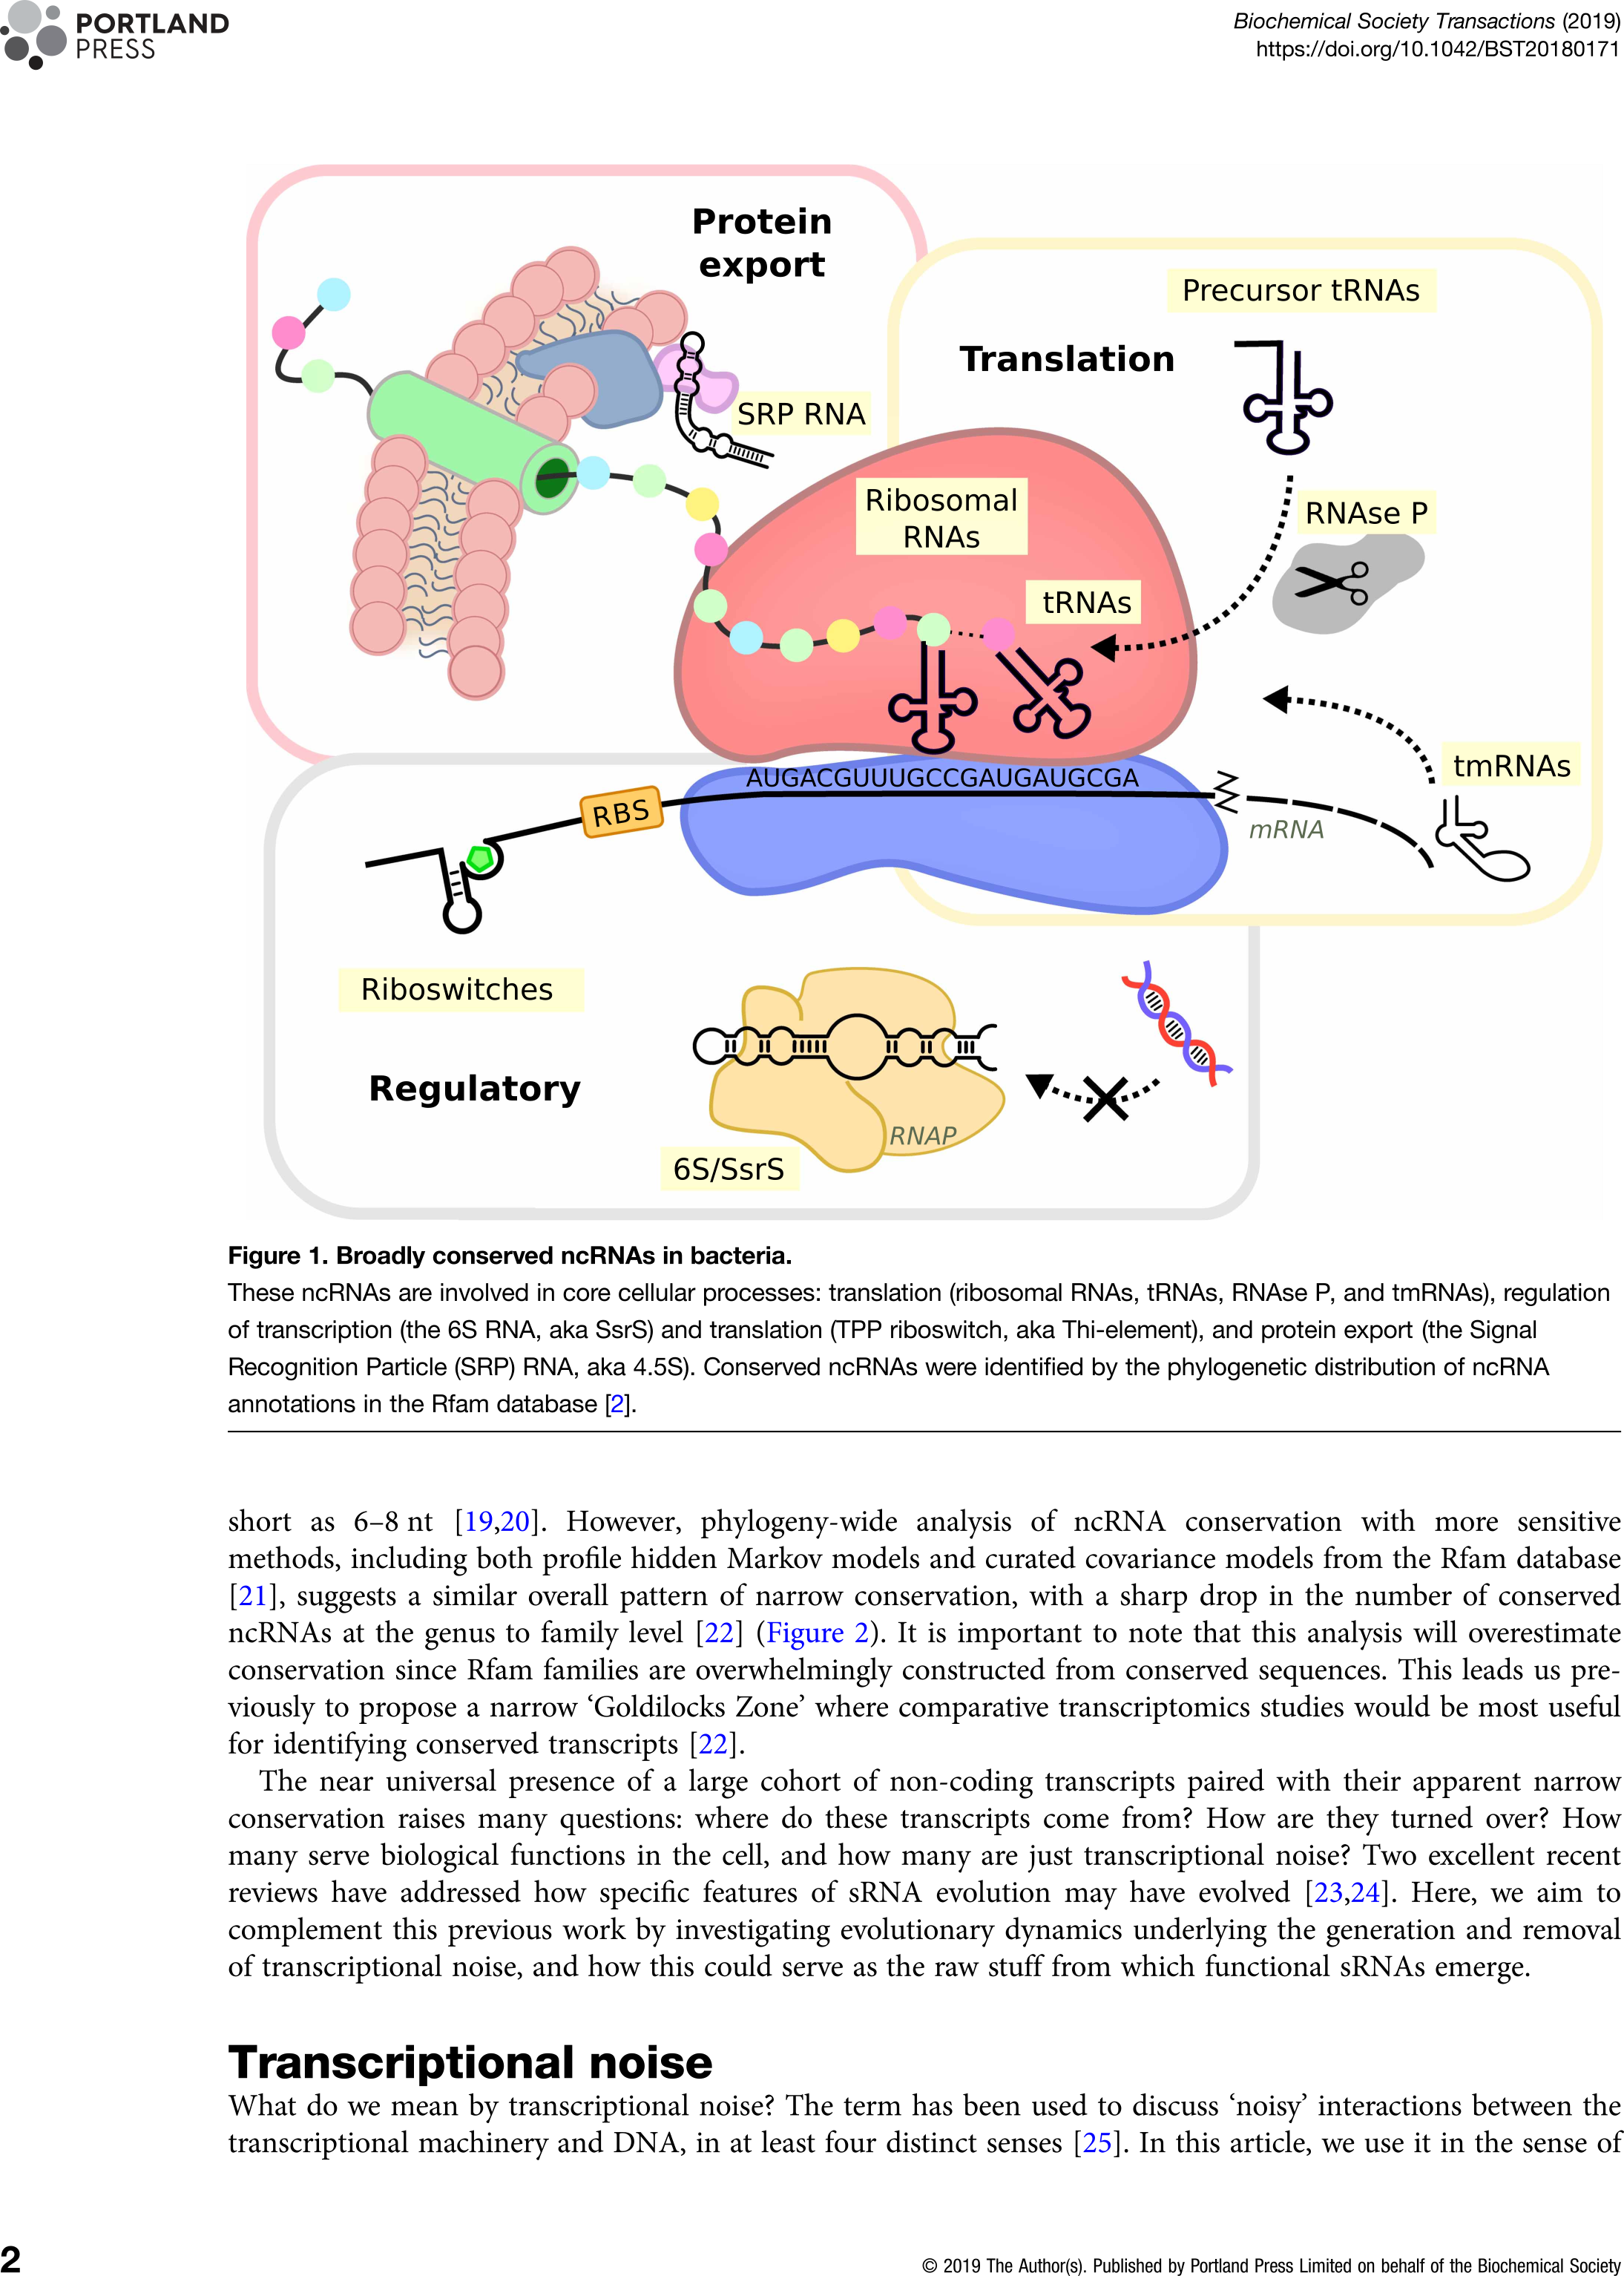 PORTLAND
PRESS
Biochemical Society Transactions (2019)
https://doi.org/10.1042/BST20180171
Protein
export
Precursor tRNAs
Translation
SRP RNA
Ribosomal
RNAs
RNAse P
tRNAs
tmRNAs
AUGACGUUUGCCGAUGAUGCGA
RBS
mRNA
Riboswitches
Regulatory
RNAP
6S/SsrS
Figure 1. Broadly conserved ncRNAs in bacteria.
These ncRNAs are involved in core cellular processes: translation (ribosomal RNAs, tRNAs, RNAse P, and tmRNAs), regulation
of transcription (the 6S RNA, aka SsrS) and translation (TPP riboswitch, aka Thi-element), and protein export (the Signal
Recognition Particle (SRP) RNA, aka 4.5S). Conserved ncRNAs were identified by the phylogenetic distribution of ncRNA
annotations in the Rfam database [2].
short as 6–8 nt [19,20]. However, phylogeny-wide analysis of ncRNA conservation with more sensitive
methods, including both profile hidden Markov models and curated covariance models from the Rfam database
[21], suggests a similar overall pattern of narrow conservation, with a sharp drop in the number of conserved
ncRNAs at the genus to family level [22] (Figure 2). It is important to note that this analysis will overestimate
conservation since Rfam families are overwhelmingly constructed from conserved sequences. This leads us pre-
viously to propose a narrow ‘Goldilocks Zone’ where comparative transcriptomics studies would be most useful
for identifying conserved transcripts [22].
The near universal presence of a large cohort of non-coding transcripts paired with their apparent narrow
conservation raises many questions: where do these transcripts come from? How are they turned over? How
many serve biological functions in the cell, and how many are just transcriptional noise? Two excellent recent
reviews have addressed how specific features of sRNA evolution may have evolved [23,24]. Here, we aim to
complement this previous work by investigating evolutionary dynamics underlying the generation and removal
of transcriptional noise, and how this could serve as the raw stuff from which functional sRNAs emerge.
Transcriptional noise
What do we mean by transcriptional noise? The term has been used to discuss ‘noisy’ interactions between the
transcriptional machinery and DNA, in at least four distinct senses [25]. In this article, we use it in the sense of
2
© 2019 The Author(s). Published by Portland Press Limited on behalf of the Biochemical Society